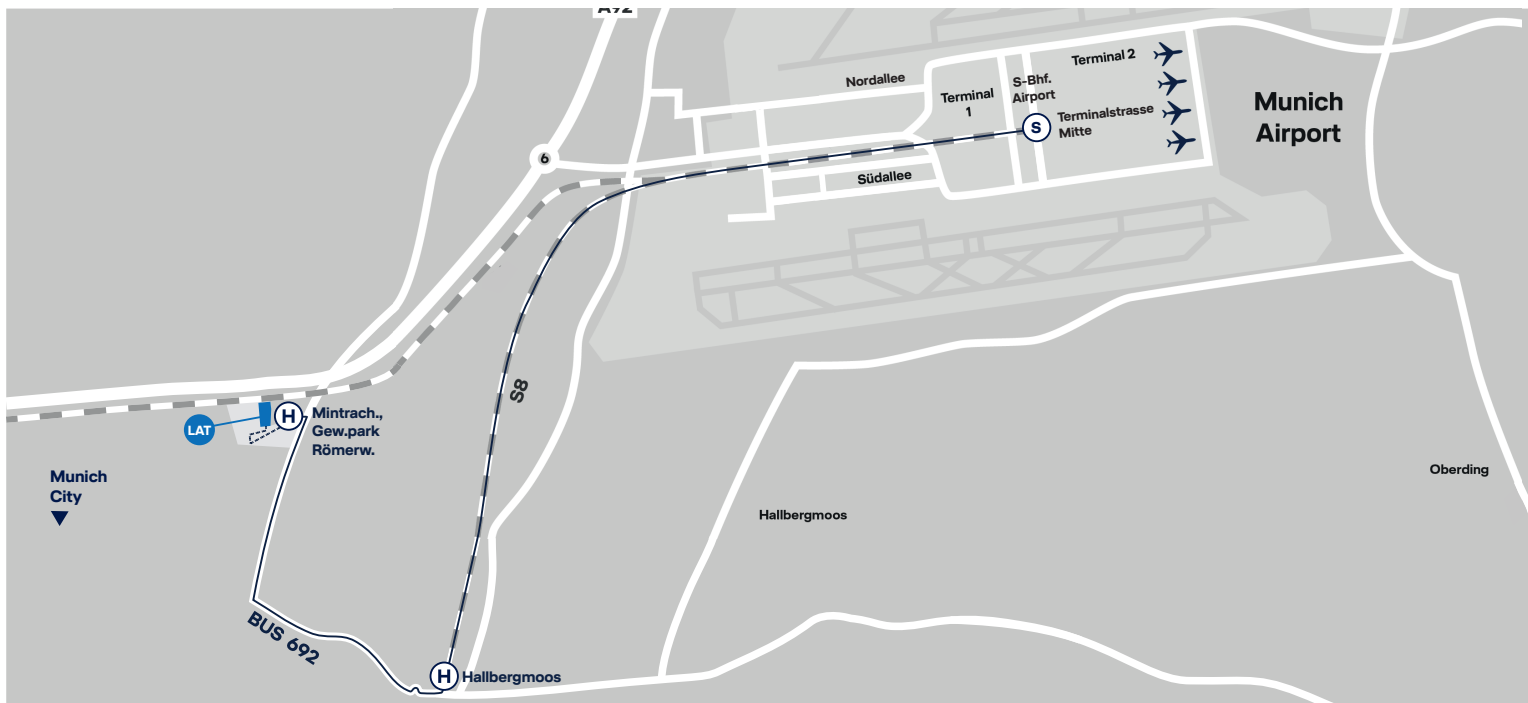 A92
Nordallee
Terminal 2
S-Bhf.
Airport
Terminal
1
S
Terminalstrasse
Mitte
Munich
Airport
6
Südallee
S8
LAT
H
Mintrach.,
Gew.park
Römerw.
Munich
City
Oberding
Hallbergmoos
BUS 692
H
Hallbergmoos